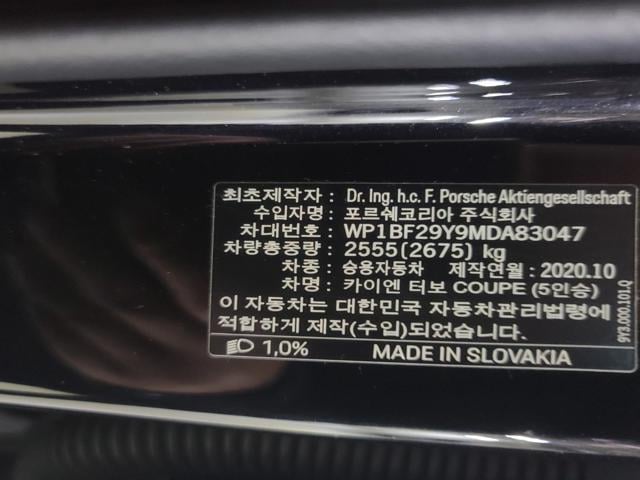 최초제작자 : Dr. Ing. h.c. F. Porsche Aktiengesellschaft
수입자명 : 포르쉐코리아 주식회사
차대번호 : WP1BF29Y9MDA83047
차량총중량 : 2555(2675) kg
차종 : 승용자동차 제작연월 : 2020.10
차명 : 카이엔 터보 COUPE (5인승)
이 자동차는 대한민국 자동차관리법령에
적합하게 제작(수입)되었습니다.
1,0% MADE IN SLOVAKIA
9Y3.000.101.Q